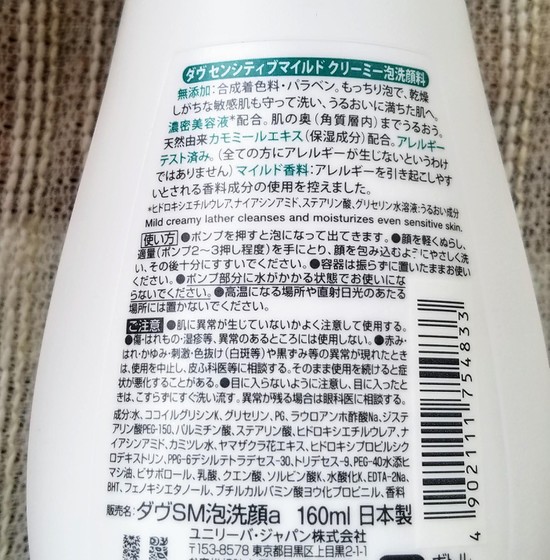 ダヴ センシティブマイルド クリーミー泡洗顔料
無添加：合成着色料・パラベン。もっちり泡で、乾燥
しがちな敏感肌も守って洗い、うるおいに満ちた肌へ。
濃密美容液*配合。肌の奥（角質層内）までうるおう。
天然由来カモミールエキス（保湿成分）配合。アレルギー
テスト済み。（全ての方にアレルギーが生じないというわけ
ではありません）マイルド香料：アレルギーを引き起こしやす
いとされる香料成分の使用を控えました。
*ヒドロキシエチルウレア、ナイアシンアミド、ステアリン酸、グリセリン水溶液：うるおい成分
Mild creamy lather cleanses and moisturizes even sensitive skin.
使い方 ●ポンプを押すと泡になって出てきます。●顔を軽くぬらし、
適量（ポンプ2〜3押し程度）を手にとり、顔を包み込むようにやさしく洗
い、その後十分にすすいでください。●容器は振らずに置いたままお使い
ください。●ポンプ部分に水がかかる状態でお使いにな
らないでください。●高温になる場所や直射日光のあたる
場所には置かないでください。
ご注意 ●肌に異常が生じていないかよく注意して使用する。
●傷・はれもの・湿疹等、異常のあるところには使用しない。●赤み・
はれ・かゆみ・刺激・色抜け（白斑等）や黒ずみ等の異常が現れたとき
は、使用を中止し、皮ふ科医等に相談する。そのまま使用を続けると症
状が悪化することがある。●目に入らないように注意し、目に入ったと
きは、こすらずにすぐ洗い流す。異常が残る場合は眼科医に相談する。
成分:水、ココイルグリシンK、グリセリン、PG、ラウロアンホ酢酸Na、ジステ
アリン酸PEG-150、パルミチン酸、ステアリン酸、ヒドロキシエチルウレア、ナ
イアシンアミド、カミツレ水、ヤマザクラ花エキス、ヒドロキシプロピルシクロ
デキストリン、PPG-6デシルテトラデセス-30、トリデセス-9、PEG-40水添ヒ
マシ油、ビサボロール、乳酸、クエン酸、ソルビン酸K、水酸化K、EDTA-2Na、
BHT、フェノキシエタノール、ブチルカルバミン酸ヨウ化プロピニル、香料
販売名: ダヴSM泡洗顔a 160ml 日本製
ユニリーバ・ジャパン株式会社
〒153-8578 東京都目黒区上目黒2-1-1
4902111754833
ボトル